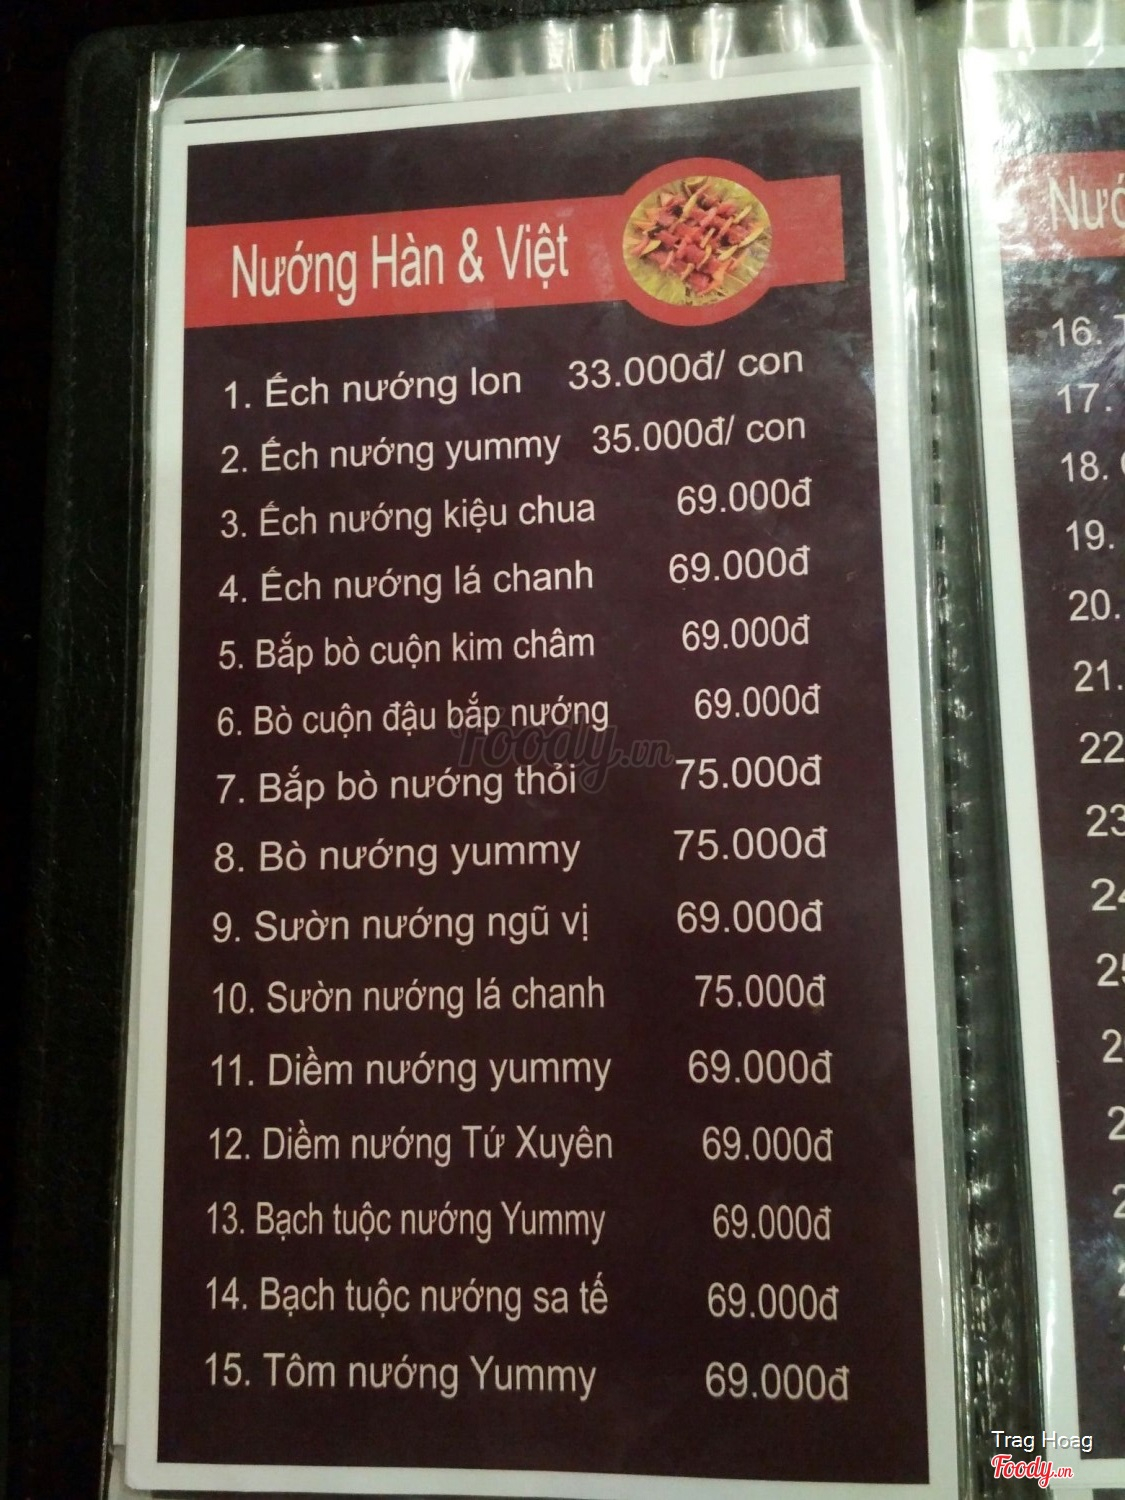 Nướng Hàn & Việt
1. Ếch nướng lon 33.000đ/ con
2. Ếch nướng yummy 35.000đ/ con
3. Ếch nướng kiệu chua 69.000đ
4. Ếch nướng lá chanh 69.000đ
5. Bắp bò cuộn kim châm 69.000đ
6. Bò cuộn đậu bắp nướng 69.000đ
7. Bắp bò nướng thỏi 75.000đ
8. Bò nướng yummy 75.000đ
9. Sườn nướng ngũ vị 69.000đ
10. Sườn nướng lá chanh 75.000đ
11. Diềm nướng yummy 69.000đ
12. Diềm nướng Tứ Xuyên 69.000đ
13. Bạch tuộc nướng Yummy 69.000đ
14. Bạch tuộc nướng sa tế 69.000đ
15. Tôm nướng Yummy 69.000đ
Foody.vn
16.
17.
18.
19.
20.
21.
22
23
Trag Hoag
Foody.vn